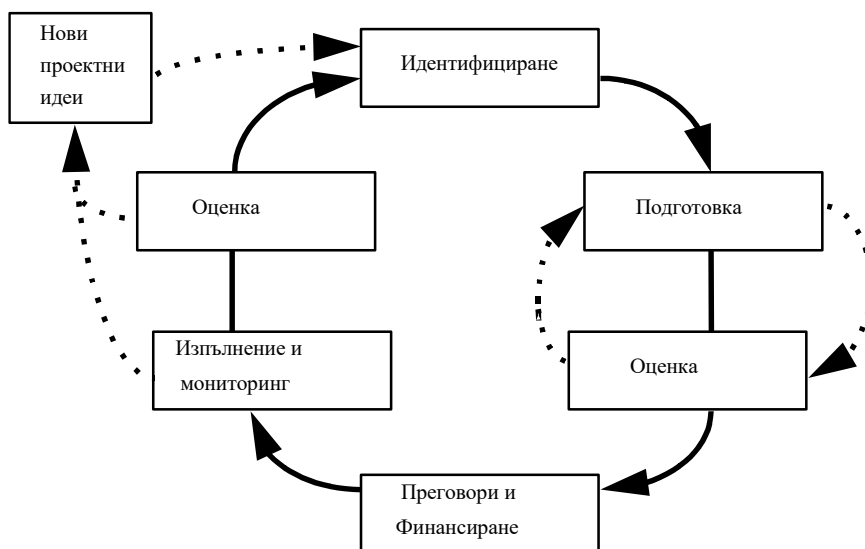 Нови
проектни
идеи
Идентифициране
Оценка
Подготовка
Изпълнение и
мониторинг
Оценка
Преговори и
Финансиране